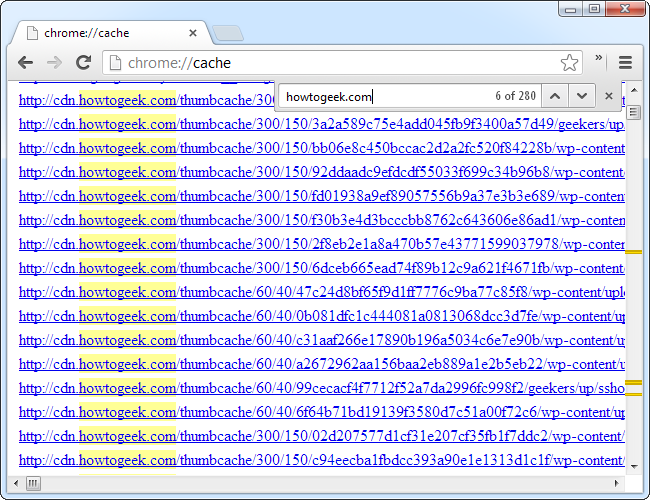 chrome://cache
chrome://cache
howtogeek.com 6 of 280
http://cdn.howtogeek.com/thumbcache/300
http://cdn.howtogeek.com/thumbcache/300/150/3a2a589c75e4add045fb9f3400a57d49/geekers/up
http://cdn.howtogeek.com/thumbcache/300/150/bb06e8c450bccac2d2a2fc520f84228b/wp-content
http://cdn.howtogeek.com/thumbcache/300/150/92ddaadc9efdcdf55033f699c34b96b8/wp-content
http://cdn.howtogeek.com/thumbcache/300/150/fd01938a9ef89057556b9a37e3b3e689/wp-content
http://cdn.howtogeek.com/thumbcache/300/150/f30b3e4d3bcccbb8762c643606e86ad1/wp-content
http://cdn.howtogeek.com/thumbcache/300/150/2f8eb2e1a8a470b57e43771599037978/wp-content
http://cdn.howtogeek.com/thumbcache/300/150/6dceb665ead74f89b12c9a621f4671fb/wp-content
http://cdn.howtogeek.com/thumbcache/60/40/47c24d8bf65f9d1ff7776c9ba77c85f8/wp-content/uplo
http://cdn.howtogeek.com/thumbcache/60/40/0b081dfc1c444081a0813068dcc3d7fe/wp-content/up
http://cdn.howtogeek.com/thumbcache/60/40/c31aaf266e17890b196a5034c6e7e90b/wp-content/u
http://cdn.howtogeek.com/thumbcache/60/40/a2672962aa156baa2eb889a1e2b5eb22/wp-content/
http://cdn.howtogeek.com/thumbcache/60/40/99cecacf4f7712f52a7da2996fc998f2/geekers/up/ssho
http://cdn.howtogeek.com/thumbcache/60/40/6f64b71bd19139f3580d7c51a00f72c6/wp-content/up
http://cdn.howtogeek.com/thumbcache/300/150/02d207577d1cf31e207cf35fb1f7ddc2/wp-content/
http://cdn.howtogeek.com/thumbcache/300/150/c94eecba1fbdcc393a90e1e1313d1c1f/wp-content/